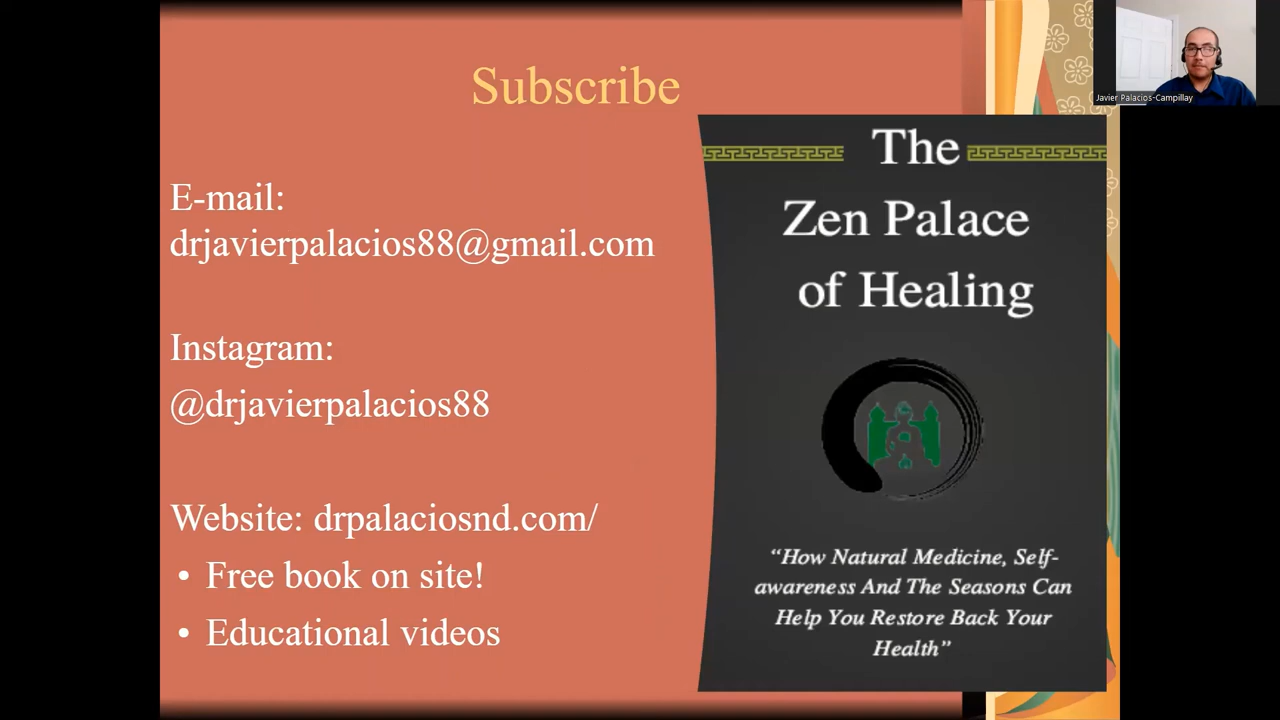 Subscribe
E-mail:
drjavierpalacios88@gmail.com
Instagram:
@drjavierpalacios88
Website: drpalaciosnd.com/
• Free book on site!
• Educational videos
The
Zen Palace
of Healing
“How Natural Medicine, Self-
awareness And The Seasons Can
Help You Restore Back Your
Health”
Javier Palacios-Campillay